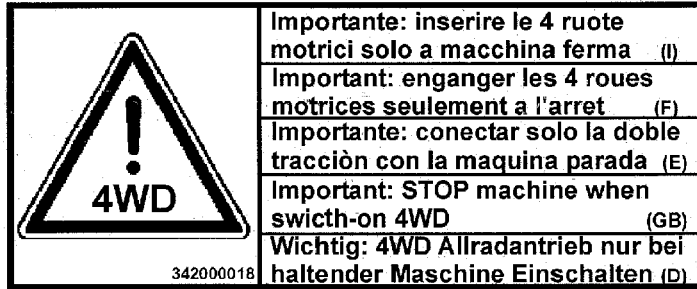 4WD
342000018
Importante: inserire le 4 ruote
motrici solo a macchina ferma (I)
Important: enganger les 4 roues
motrices seulement a l'arret (F)
Importante: conectar solo la doble
tracciòn con la maquina parada (E)
Important: STOP machine when
swicth-on 4WD (GB)
Wichtig: 4WD Allradantrieb nur bei
haltender Maschine Einschalten (D)